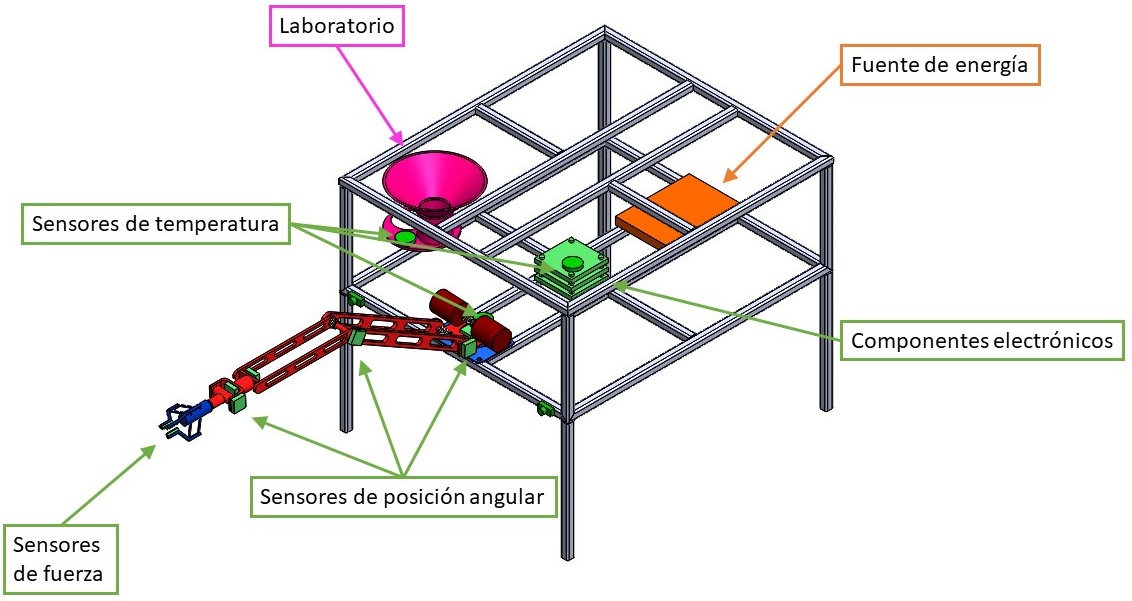 Laboratorio
Fuente de energía
Sensores de temperatura
Componentes electrónicos
Sensores de posición angular
Sensores
de fuerza